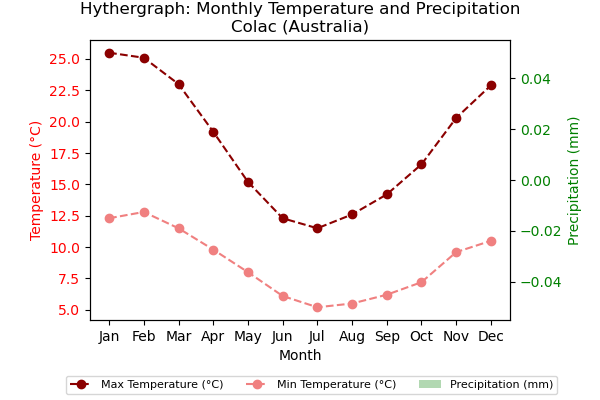 Hythergraph: Monthly Temperature and Precipitation
Colac (Australia)
25.0
22.5
20.0
17.5
15.0
12.5
10.0
7.5
5.0
Temperature (°C)
0.04
0.02
0.00
−0.02
−0.04
Precipitation (mm)
Jan Feb Mar Apr May Jun Jul Aug Sep Oct Nov Dec
Month
Max Temperature (°C) Min Temperature (°C) Precipitation (mm)